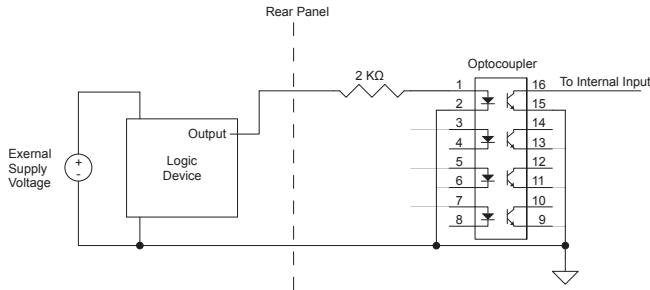 Rear Panel
Optocoupler
2 KΩ
1
16
To Internal Input
2
15
3
14
4
13
5
12
6
11
7
10
8
9
Output
Logic
Device
Exernal
Supply
Voltage
+
-